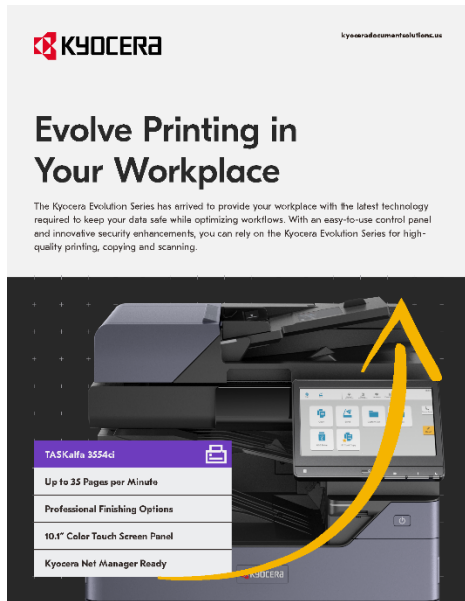 KYOCERA
kyoceradocumentsolutions.us
Evolve Printing in
Your Workplace
The Kyocera Evolution Series has arrived to provide your workplace with the latest technology
required to keep your data safe while optimizing workflows. With an easy-to-use control panel
and innovative security enhancements, you can rely on the Kyocera Evolution Series for high-
quality printing, copying and scanning.
TASKalfa 3554ci
Up to 35 Pages per Minute
Professional Finishing Options
10.1” Color Touch Screen Panel
Kyocera Net Manager Ready
KYOCERA